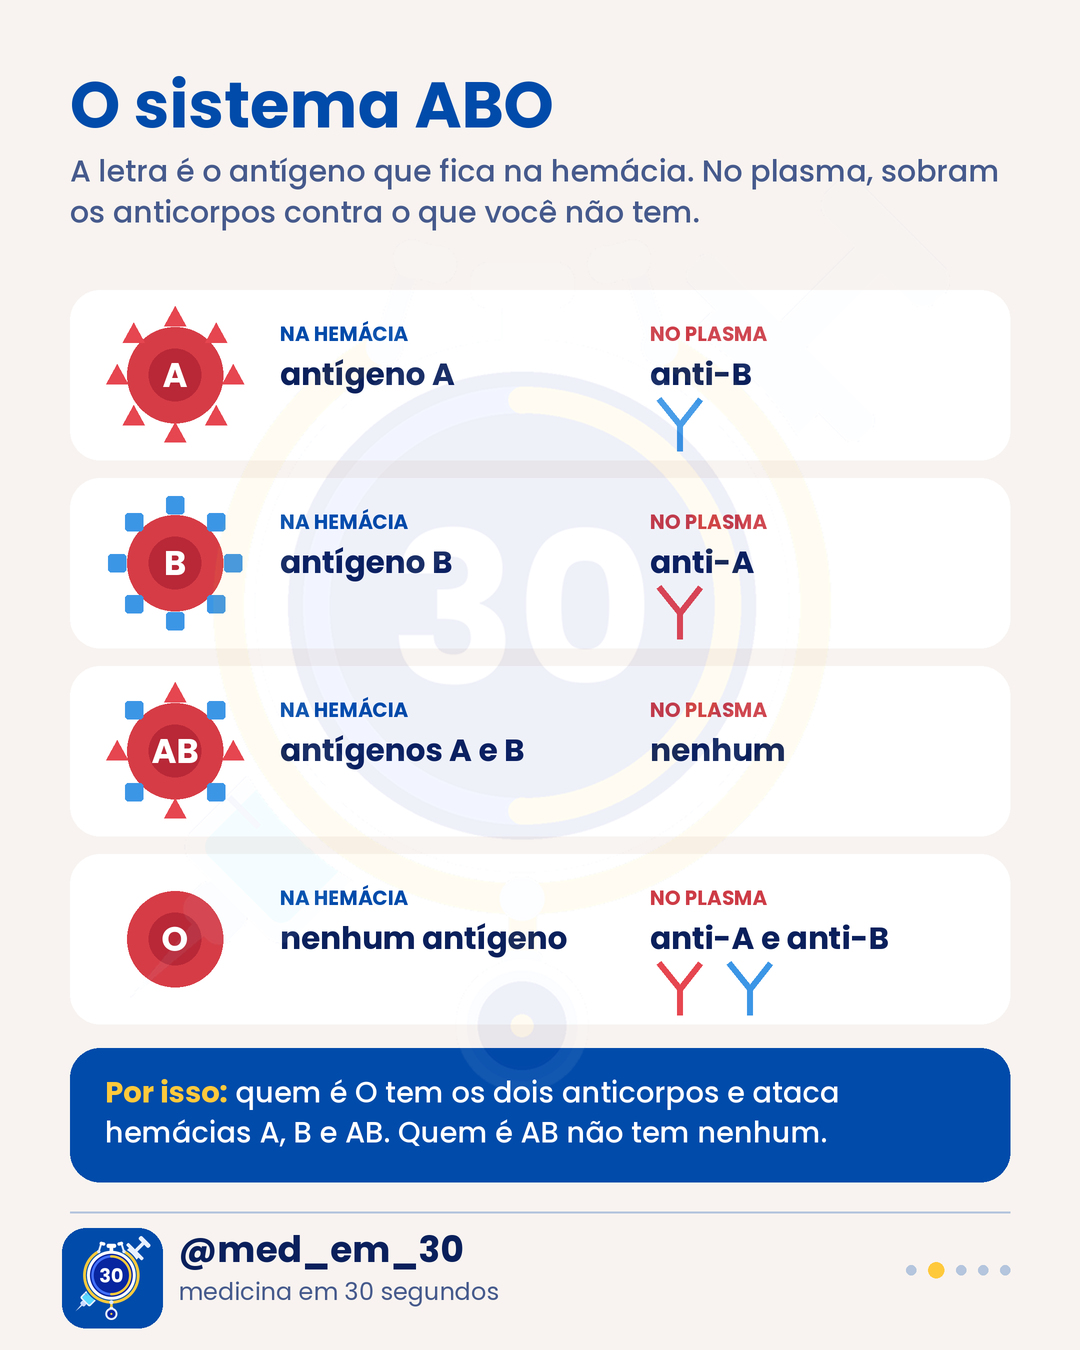 O sistema ABO
A letra é o antígeno que fica na hemácia. No plasma, sobram
os anticorpos contra o que você não tem.
A
NA HEMÁCIA
antígeno A
NO PLASMA
anti-B
B
NA HEMÁCIA
antígeno B
NO PLASMA
anti-A
AB
NA HEMÁCIA
antígenos A e B
NO PLASMA
nenhum
O
NA HEMÁCIA
nenhum antígeno
NO PLASMA
anti-A e anti-B
30
Por isso: quem é O tem os dois anticorpos e ataca
hemácias A, B e AB. Quem é AB não tem nenhum.
30
@med_em_30
medicina em 30 segundos